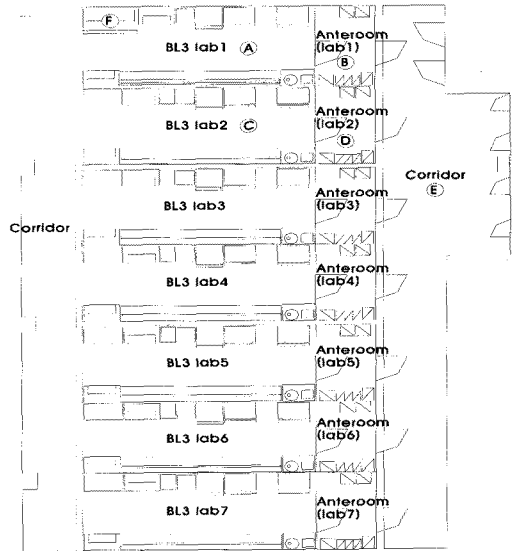 F
BL3 lab1 A
Anteroom
(lab1)
B
BL3 lab2 C
Anteroom
(lab2)
D
BL3 lab3
Anteroom
(lab3)
Corridor
E
Corridor
BL3 lab4
Anteroom
(lab4)
BL3 lab5
Anteroom
(lab5)
BL3 lab6
Anteroom
(lab6)
BL3 lab7
Anteroom
(lab7)